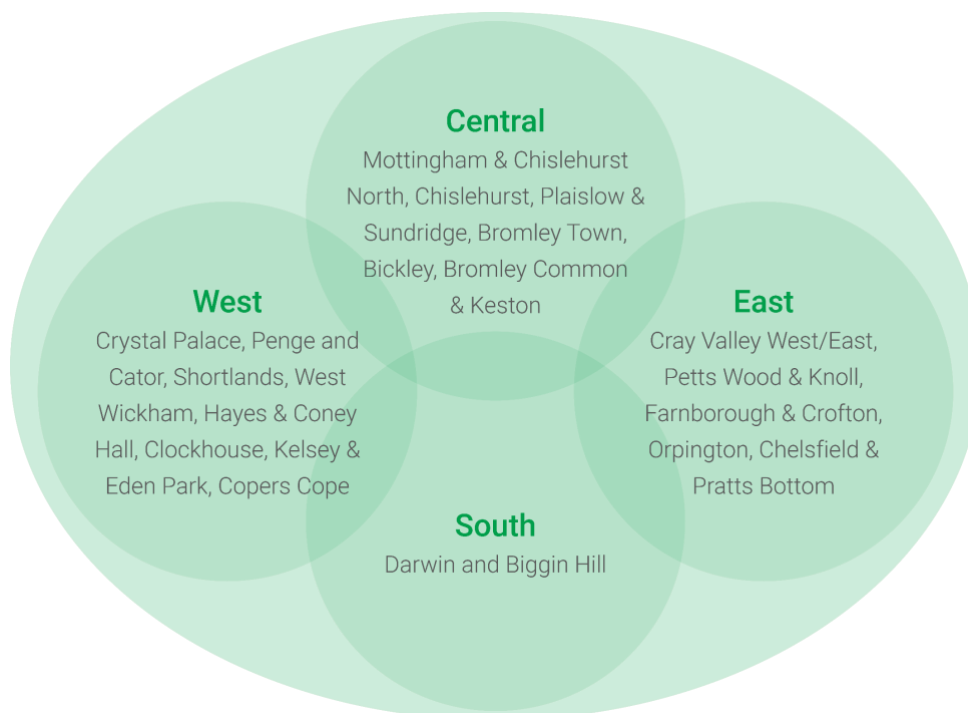 Central
Mottingham & Chislehurst
North, Chislehurst, Plaislow &
Sundridge, Bromley Town,
Bickley, Bromley Common
& Keston
West
Crystal Palace, Penge and
Cator, Shortlands, West
Wickham, Hayes & Coney
Hall, Clockhouse, Kelsey &
Eden Park, Copers Cope
East
Cray Valley West/East,
Petts Wood & Knoll,
Farnborough & Crofton,
Orpington, Chelsfield &
Pratts Bottom
South
Darwin and Biggin Hill